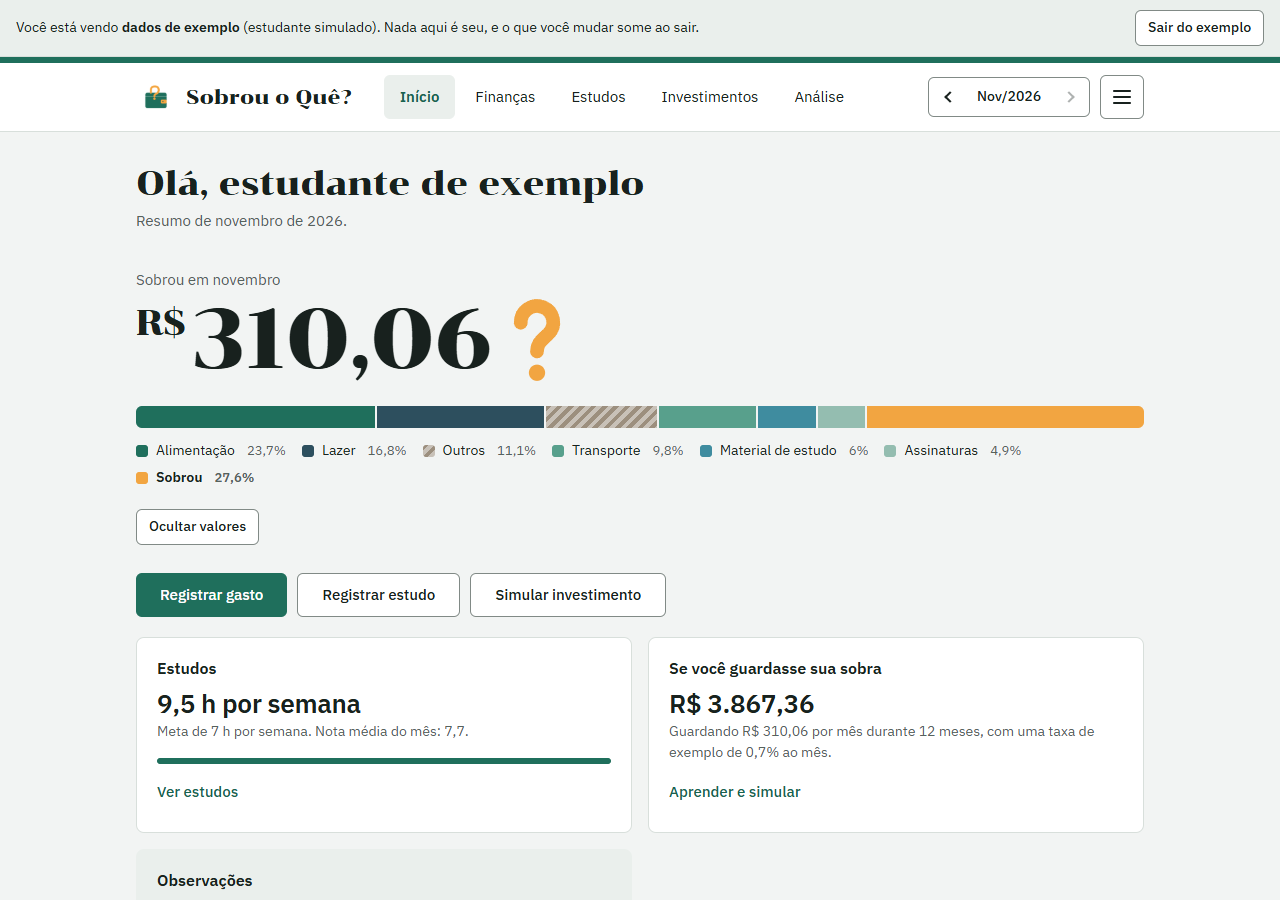 Você está vendo dados de exemplo (estudante simulado). Nada aqui é seu, e o que você mudar some ao sair.
Sair do exemplo
Sobrou o Quê?
Início
Finanças
Estudos
Investimentos
Análise
Nov/2026
Olá, estudante de exemplo
Resumo de novembro de 2026.
Sobrou em novembro
R$ 310,06 ?
Alimentação 23,7%
Lazer 16,8%
Outros 11,1%
Transporte 9,8%
Material de estudo 6%
Assinaturas 4,9%
Sobrou 27,6%
Ocultar valores
Registrar gasto
Registrar estudo
Simular investimento
Estudos
9,5 h por semana
Meta de 7 h por semana. Nota média do mês: 7,7.
Ver estudos
Se você guardasse sua sobra
R$ 3.867,36
Guardando R$ 310,06 por mês durante 12 meses, com uma taxa de
exemplo de 0,7% ao mês.
Aprender e simular
Observações